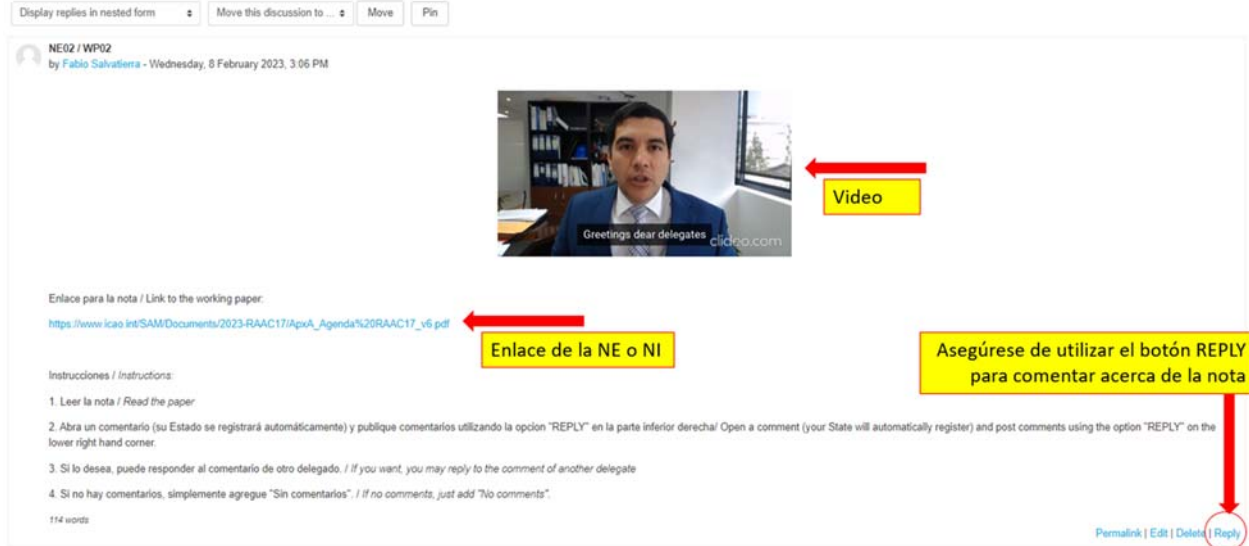 Display replies in nested form
Move this discussion to ...
Move
Pin
NE02 / WP02
by Fabio Salvatierra - Wednesday, 8 February 2023, 3:06 PM
Greetings dear delegates
clideo.com
Video
Enlace para la nota / Link to the working paper:
https://www.icao.int/SAM/Documents/2023-RAAC17/ApxA_Agenda%20RAAC17_v6.pdf
Enlace de la NE o NI
Asegúrese de utilizar el botón REPLY
para comentar acerca de la nota
Instrucciones / Instructions:
1. Leer la nota / Read the paper
2. Abra un comentario (su Estado se registrará automáticamente) y publique comentarios utilizando la opcion "REPLY" en la parte inferior derecha/ Open a comment (your State will automatically register) and post comments using the option "REPLY" on the
lower right hand corner.
3. Si lo desea, puede responder al comentario de otro delegado. / If you want, you may reply to the comment of another delegate
4. Si no hay comentarios, simplemente agregue "Sin comentarios". / If no comments, just add "No comments".
114 words
Permalink | Edit | Delete | Reply